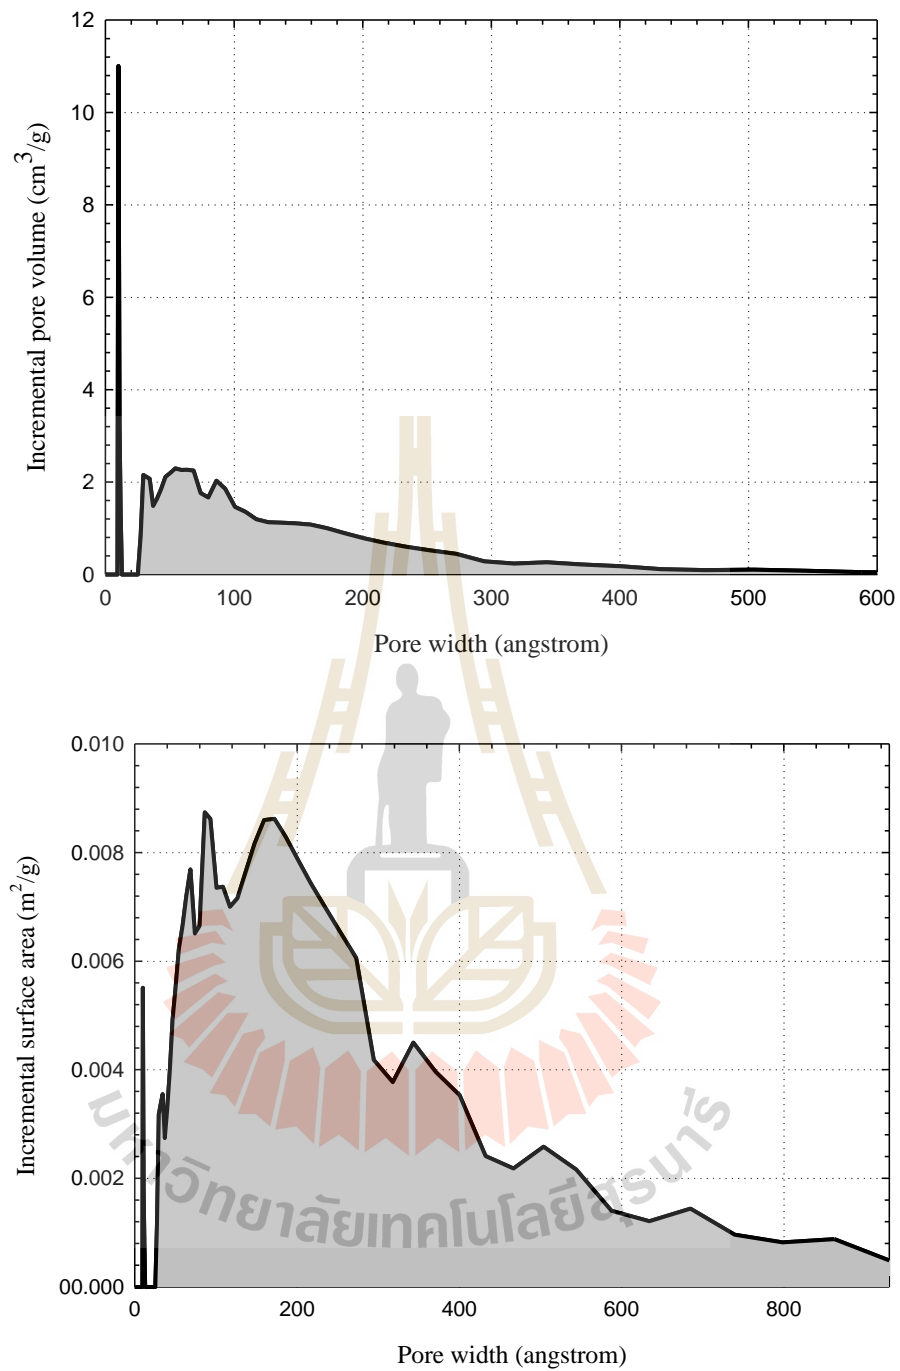 12
10
8
6
4
2
0
Incremental pore volume (cm³/g)
0 100 200 300 400 500 600
Pore width (angstrom)
0.010
0.008
0.006
0.004
0.002
00.000
Incremental surface area (m²/g)
0 200 400 600 800
Pore width (angstrom)
มหาวิทยาลัยเทคโนโลยีสุรนารี